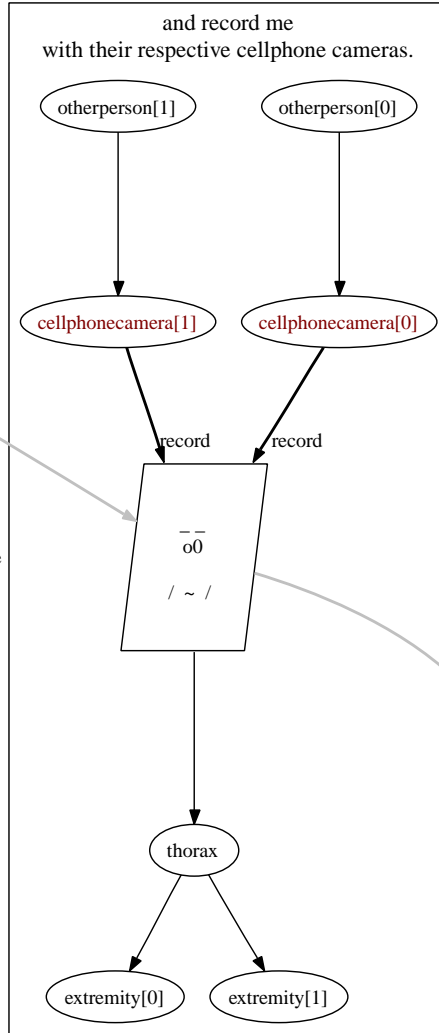 and record me
with their respective cellphone cameras.
otherperson[1] otherperson[0]
cellphonecamera[1] cellphonecamera[0]
record record
_ _
o0
/ ~ /
thorax
extremity[0] extremity[1]